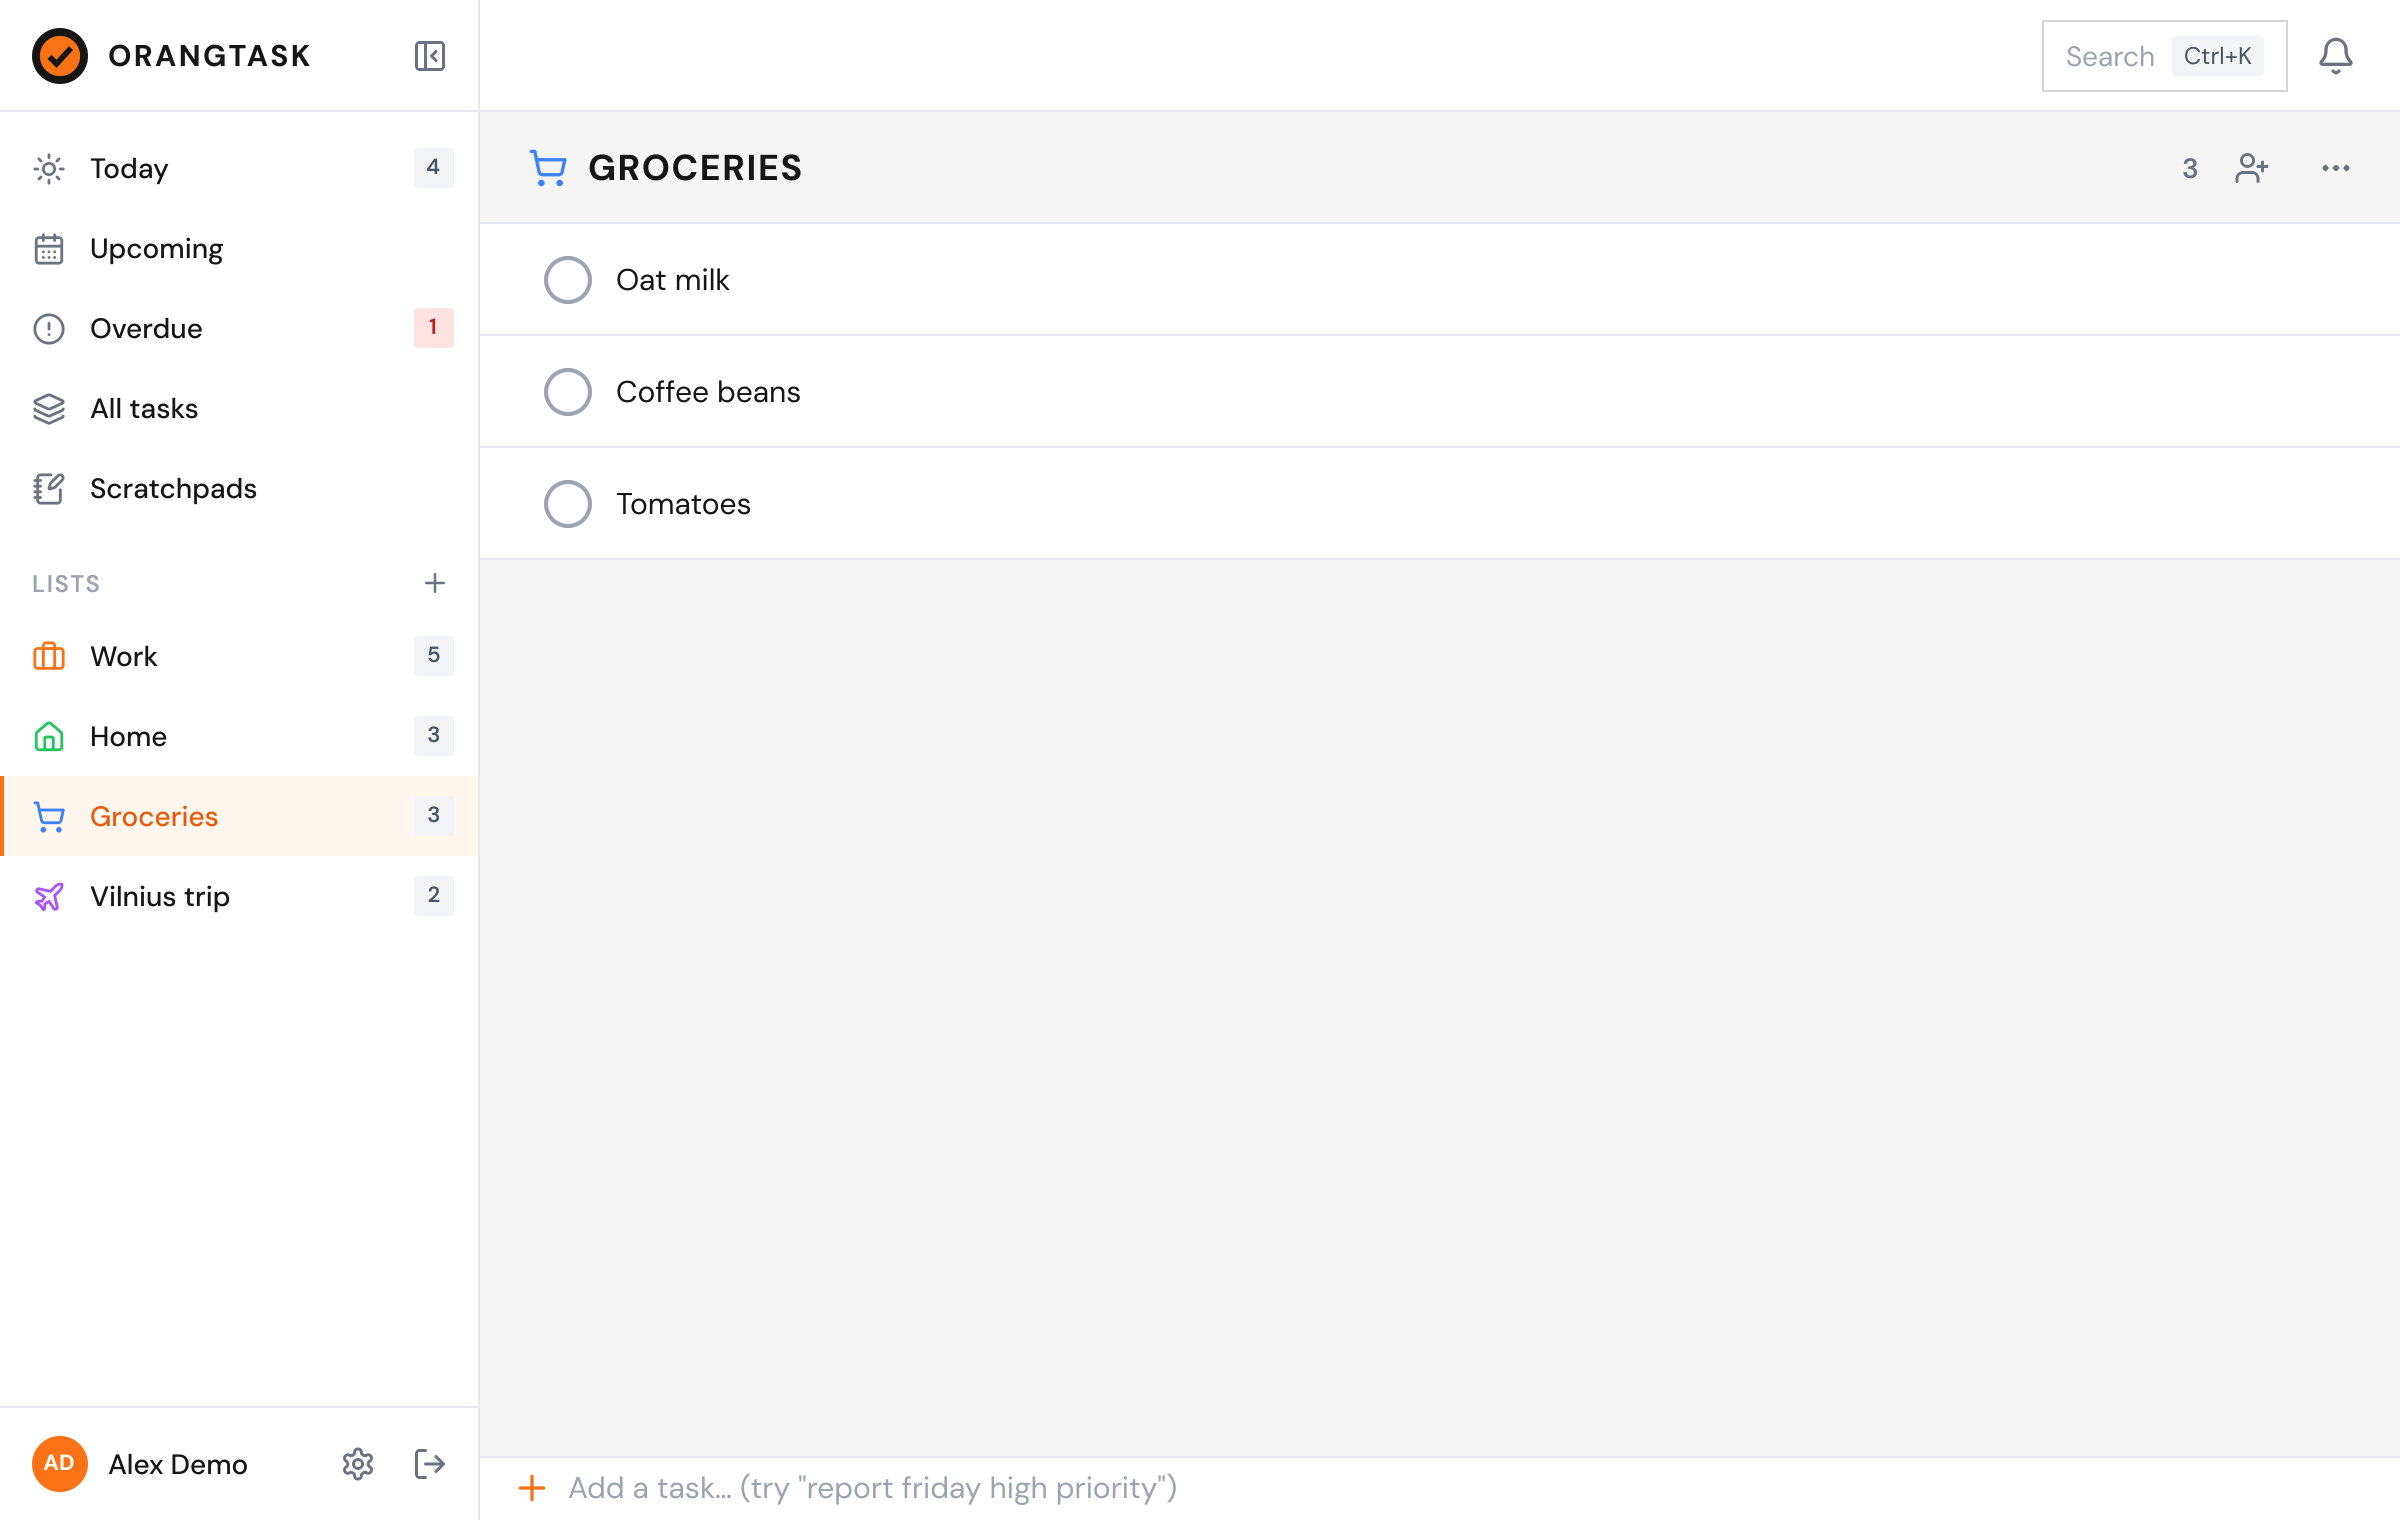 ORANGTASK
Search Ctrl+K
Today 4
Upcoming
Overdue 1
All tasks
Scratchpads
LISTS
Work 5
Home 3
Groceries 3
Vilnius trip 2
AD Alex Demo
GROCERIES 3
Oat milk
Coffee beans
Tomatoes
Add a task... (try "report friday high priority")